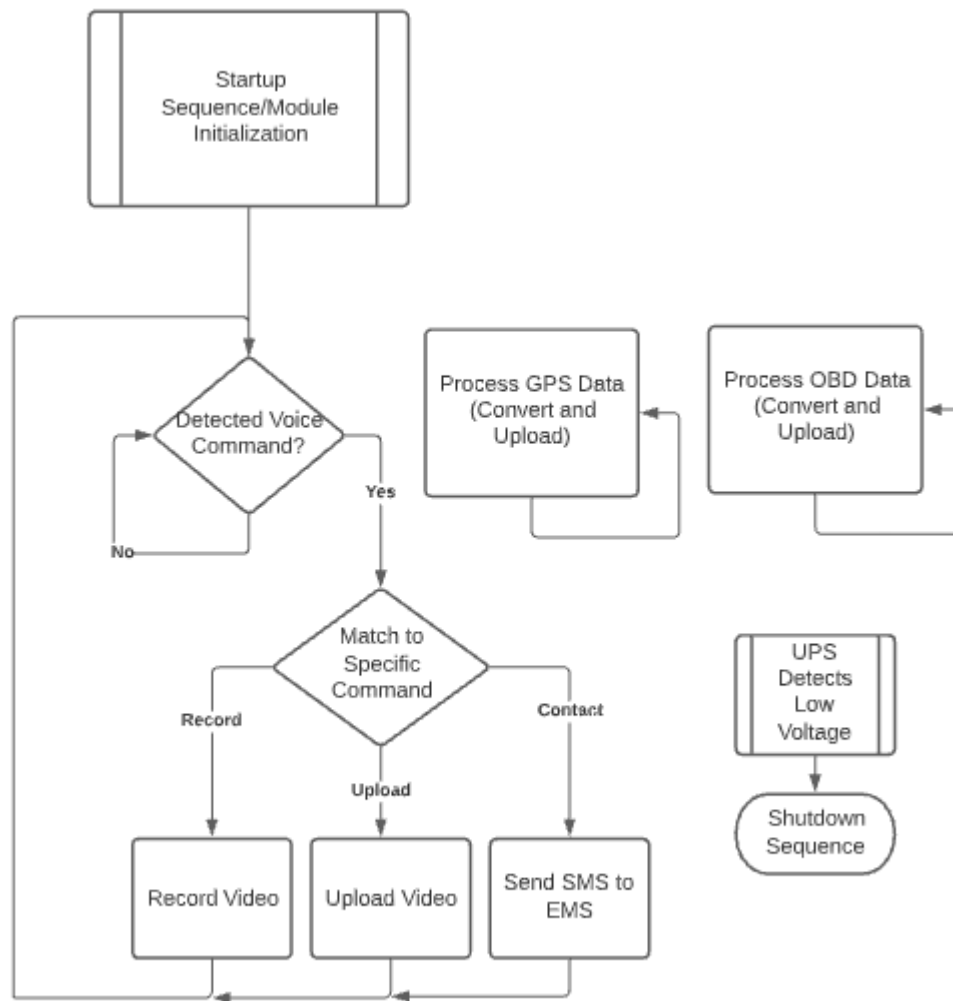 Startup
Sequence/Module
Initialization
Detected Voice
Command?
No
Yes
Process GPS Data
(Convert and
Upload)
Process OBD Data
(Convert and
Upload)
Match to
Specific
Command
Record
Upload
Contact
UPS
Detects
Low
Voltage
Shutdown
Sequence
Record Video
Upload Video
Send SMS to
EMS